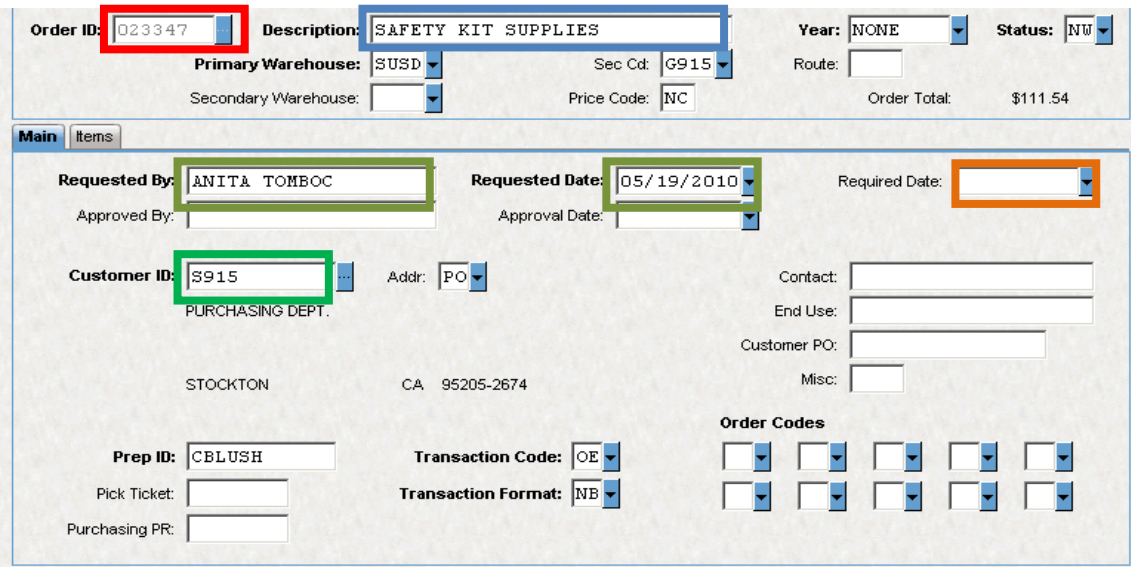 Order ID: 023347 ... Description: SAFETY KIT SUPPLIES Year: NONE Status: NW
Primary Warehouse: SUSD Sec Cd: G915 Route:
Secondary Warehouse: Price Code: NC Order Total: $111.54
Main Items
Requested By: ANITA TOMBOC Requested Date: 05/19/2010 Required Date:
Approved By: Approval Date:
Customer ID: S915 ... Addr: PO Contact:
PURCHASING DEPT. End Use:
Customer PO:
STOCKTON CA 95205-2674 Misc:
Order Codes
Prep ID: CBLUSH Transaction Code: OE
Pick Ticket: Transaction Format: NB
Purchasing PR: